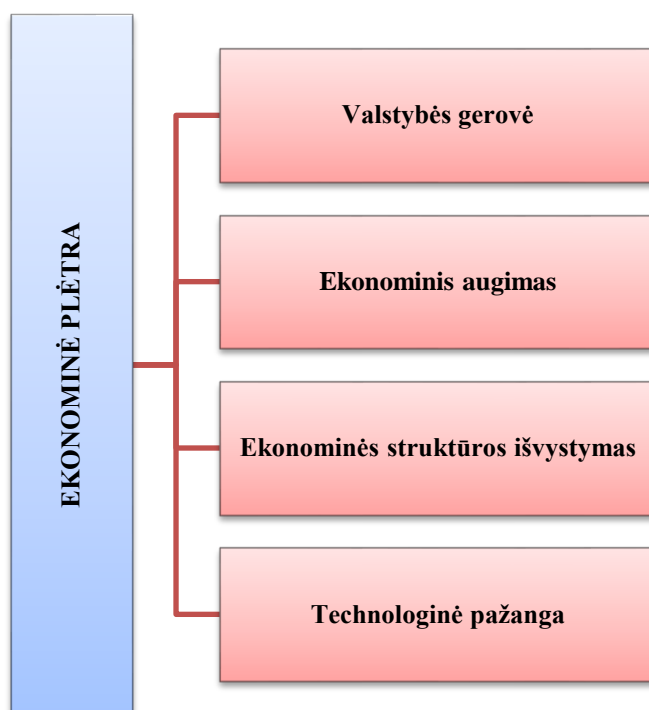 EKONOMINĖ PLĖTRA
Valstybės gerovė
Ekonominis augimas
Ekonominės struktūros išvystymas
Technologinė pažanga